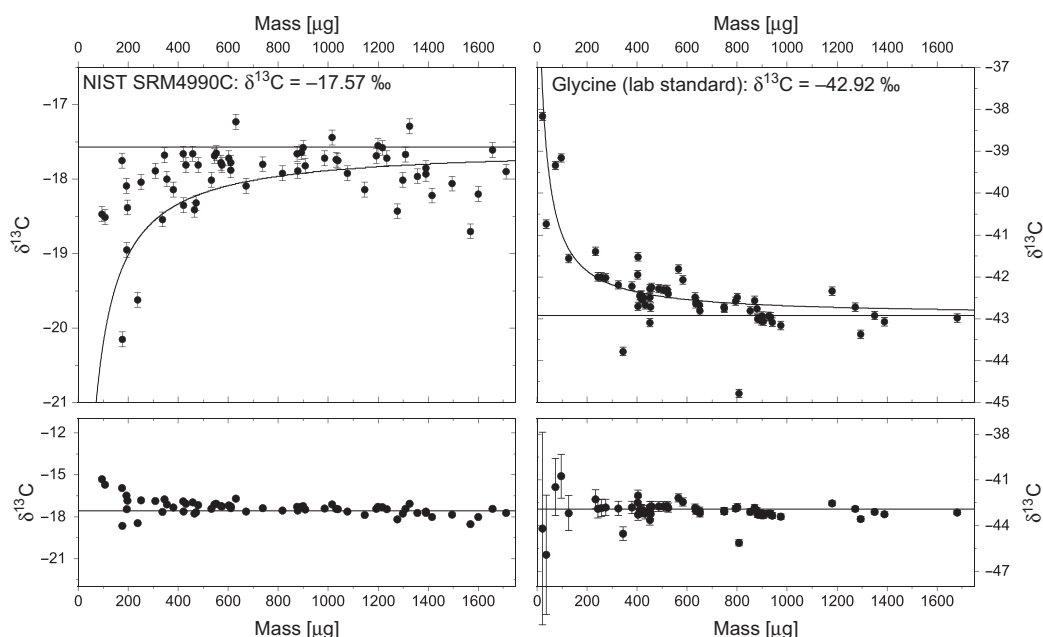 Mass [μg]
Mass [μg]
0 200 400 600 800 1000 1200 1400 1600
0 200 400 600 800 1000 1200 1400 1600
NIST SRM4990C: δ¹³C = −17.57 ‰
Glycine (lab standard): δ¹³C = −42.92 ‰
−17
−18
−19
−20
−21
δ¹³C
−37
−38
−39
−40
−41
−42
−43
−44
−45
δ¹³C
−12
−15
−18
−21
δ¹³C
−38
−41
−44
−47
δ¹³C
0 200 400 600 800 1000 1200 1400 1600
0 200 400 600 800 1000 1200 1400 1600
Mass [μg]
Mass [μg]